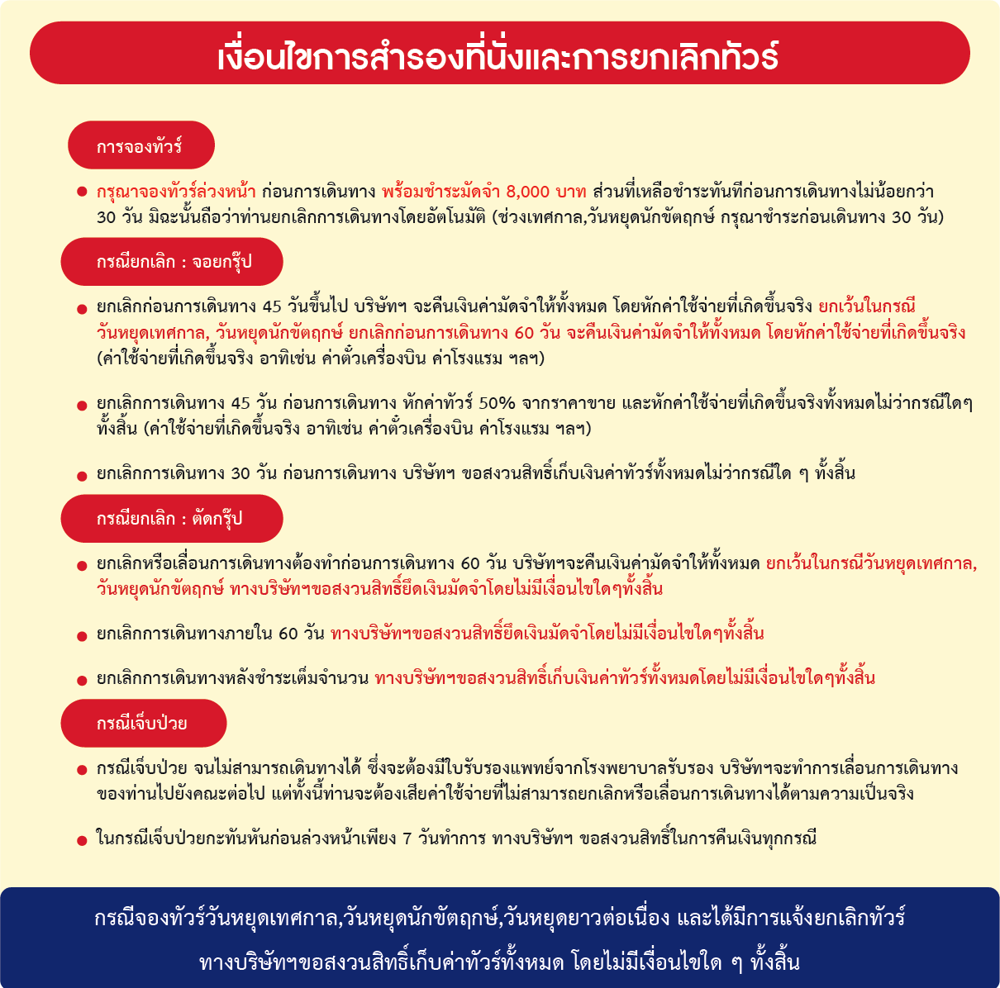 เงื่อนไขการสำรองที่นั่งและการยกเลิกทัวร์
การจองทัวร์
กรุณาจองทัวร์ล่วงหน้า ก่อนการเดินทาง พร้อมชำระมัดจำ 8,000 บาท ส่วนที่เหลือชำระทันทีก่อนการเดินทางไม่น้อยกว่า
30 วัน มิฉะนั้นถือว่าท่านยกเลิกการเดินทางโดยอัตโนมัติ (ช่วงเทศกาล,วันหยุดนักขัตฤกษ์ กรุณาชำระก่อนเดินทาง 30 วัน)
กรณียกเลิก : จอยกรุ๊ป
ยกเลิกก่อนการเดินทาง 45 วันขึ้นไป บริษัทฯ จะคืนเงินค่ามัดจำให้ทั้งหมด โดยหักค่าใช้จ่ายที่เกิดขึ้นจริง ยกเว้นในกรณี
วันหยุดเทศกาล, วันหยุดนักขัตฤกษ์ ยกเลิกก่อนการเดินทาง 60 วัน จะคืนเงินค่ามัดจำให้ทั้งหมด โดยหักค่าใช้จ่ายที่เกิดขึ้นจริง
(ค่าใช้จ่ายที่เกิดขึ้นจริง อาทิเช่น ค่าตั๋วเครื่องบิน ค่าโรงแรม ฯลฯ)
ยกเลิกการเดินทาง 45 วัน ก่อนการเดินทาง หักค่าทัวร์ 50% จากราคาขาย และหักค่าใช้จ่ายที่เกิดขึ้นจริงทั้งหมดไม่ว่ากรณีใดๆ
ทั้งสิ้น (ค่าใช้จ่ายที่เกิดขึ้นจริง อาทิเช่น ค่าตั๋วเครื่องบิน ค่าโรงแรม ฯลฯ)
ยกเลิกการเดินทาง 30 วัน ก่อนการเดินทาง บริษัทฯ ขอสงวนสิทธิ์เก็บเงินค่าทัวร์ทั้งหมดไม่ว่ากรณีใด ๆ ทั้งสิ้น
กรณียกเลิก : ตัดกรุ๊ป
ยกเลิกหรือเลื่อนการเดินทางต้องทำก่อนการเดินทาง 60 วัน บริษัทฯจะคืนเงินค่ามัดจำให้ทั้งหมด ยกเว้นในกรณีวันหยุดเทศกาล,
วันหยุดนักขัตฤกษ์ ทางบริษัทฯขอสงวนสิทธิ์ยึดเงินมัดจำโดยไม่มีเงื่อนไขใดๆทั้งสิ้น
ยกเลิกการเดินทางภายใน 60 วัน ทางบริษัทฯขอสงวนสิทธิ์ยึดเงินมัดจำโดยไม่มีเงื่อนไขใดๆทั้งสิ้น
ยกเลิกการเดินทางหลังชำระเต็มจำนวน ทางบริษัทฯขอสงวนสิทธิ์เก็บเงินค่าทัวร์ทั้งหมดโดยไม่มีเงื่อนไขใดๆทั้งสิ้น
กรณีเจ็บป่วย
กรณีเจ็บป่วย จนไม่สามารถเดินทางได้ ซึ่งจะต้องมีใบรับรองแพทย์จากโรงพยาบาลรับรอง บริษัทฯจะทำการเลื่อนการเดินทาง
ของท่านไปยังคณะต่อไป แต่ทั้งนี้ท่านจะต้องเสียค่าใช้จ่ายที่ไม่สามารถยกเลิกหรือเลื่อนการเดินทางได้ตามความเป็นจริง
ในกรณีเจ็บป่วยกะทันหันก่อนล่วงหน้าเพียง 7 วันทำการ ทางบริษัทฯ ขอสงวนสิทธิ์ในการคืนเงินทุกกรณี
กรณีจองทัวร์วันหยุดเทศกาล,วันหยุดนักขัตฤกษ์,วันหยุดยาวต่อเนื่อง และได้มีการแจ้งยกเลิกทัวร์
ทางบริษัทฯขอสงวนสิทธิ์เก็บค่าทัวร์ทั้งหมด โดยไม่มีเงื่อนไขใด ๆ ทั้งสิ้น